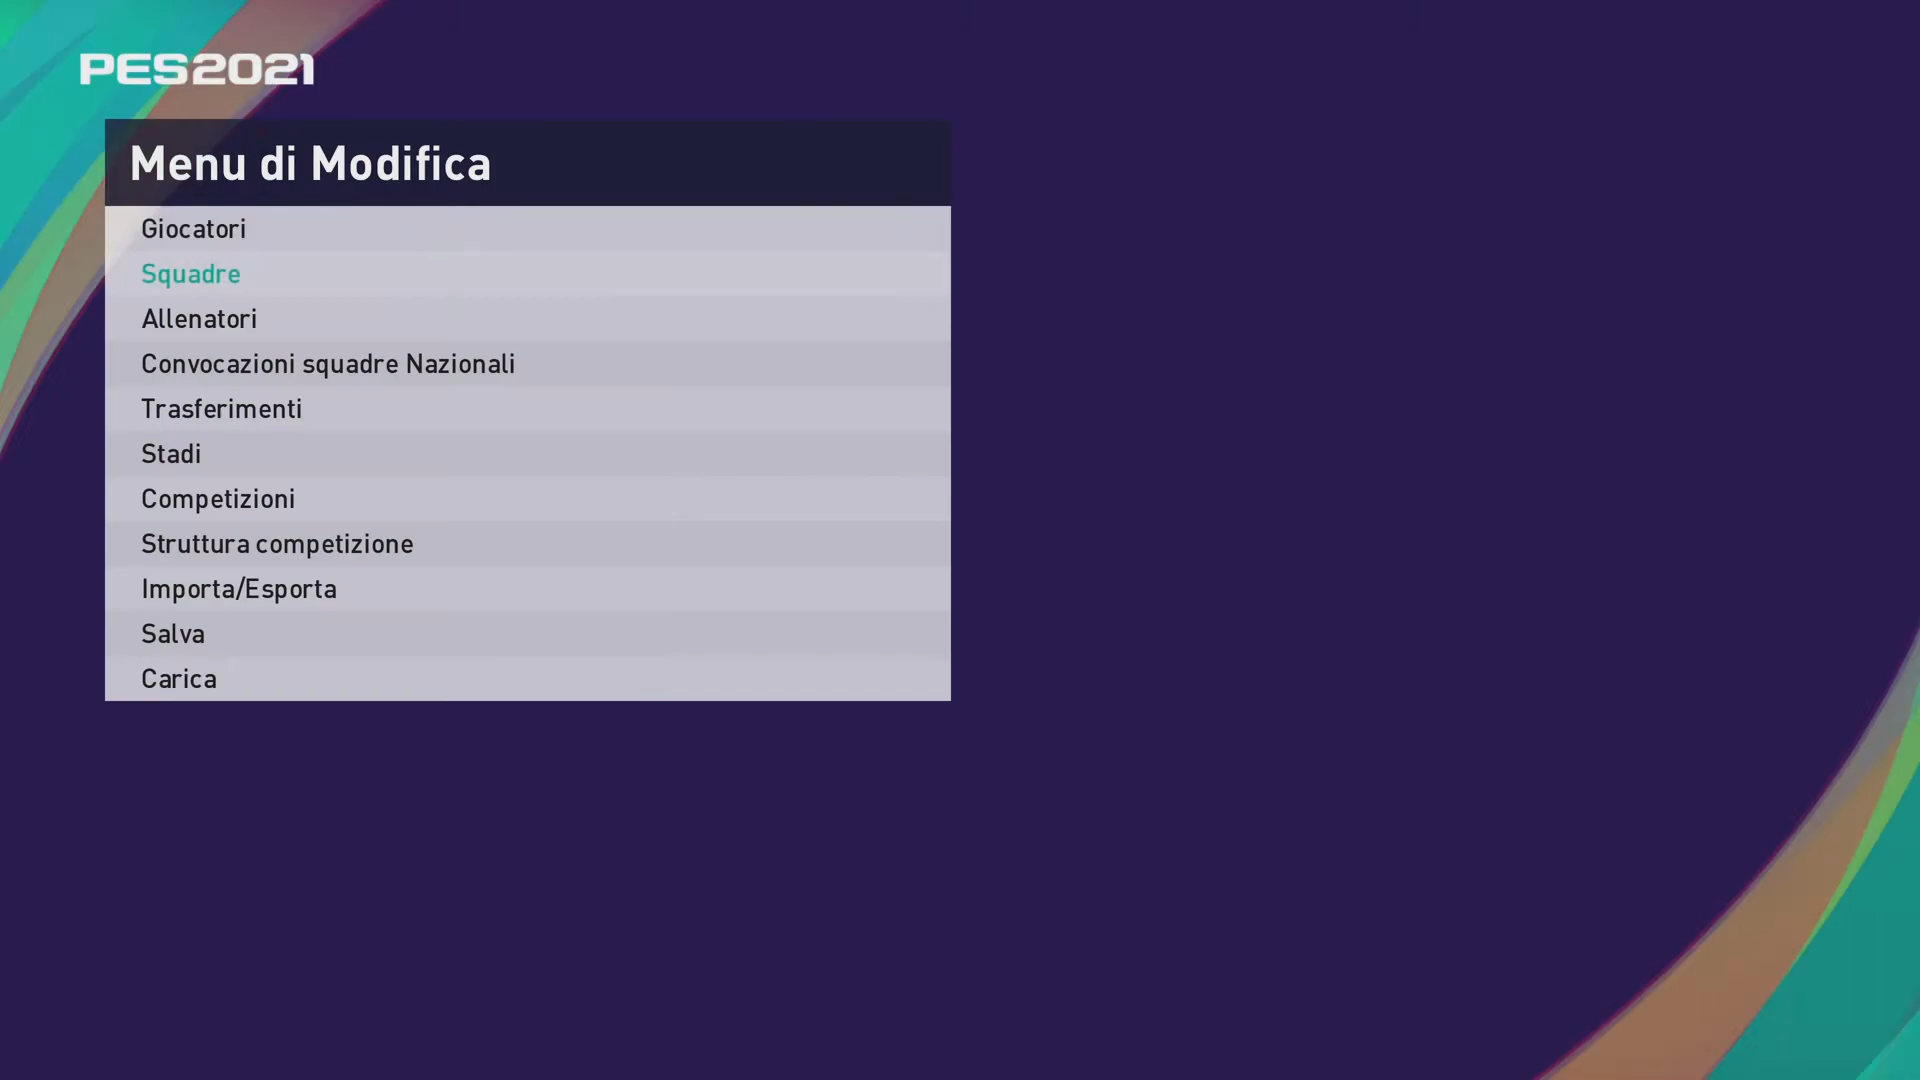 PES2021
Menu di Modifica
Giocatori
Squadre
Allenatori
Convocazioni squadre Nazionali
Trasferimenti
Stadi
Competizioni
Struttura competizione
Importa/Esporta
Salva
Carica